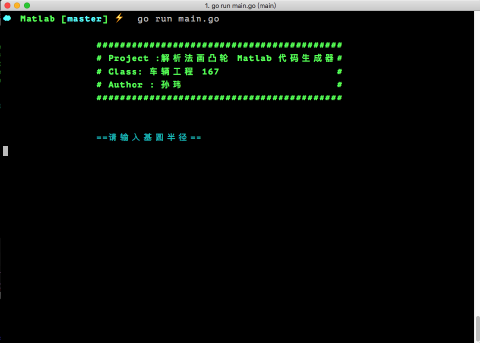 1. go run main.go (main)
Matlab [master] ⚡ go run main.go
##########################################
# Project :解析法画凸轮 Matlab 代码生成器 #
# Class: 车辆工程 167 #
# Author : 孙玮 #
##########################################
==请输入基圆半径==